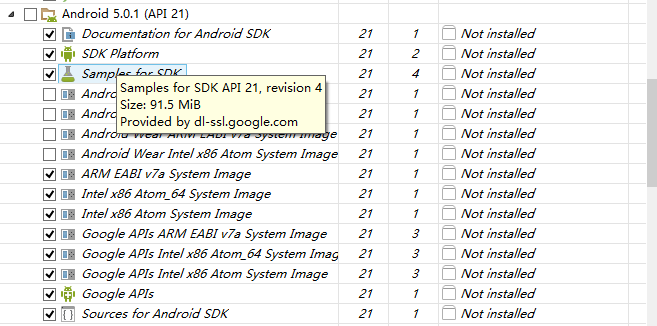 Android 5.0.1 (API 21)
Documentation for Android SDK 21 1 Not installed
SDK Platform 21 2 Not installed
Samples for SDK 21 4 Not installed
Samples for SDK API 21, revision 4
Size: 91.5 MiB
Provided by dl-ssl.google.com
Andro 21 1 Not installed
Andro 21 1 Not installed
Android Wear ARM EABI v7a System Image 21 1 Not installed
Android Wear Intel x86 Atom System Image 21 1 Not installed
ARM EABI v7a System Image 21 1 Not installed
Intel x86 Atom_64 System Image 21 1 Not installed
Intel x86 Atom System Image 21 1 Not installed
Google APIs ARM EABI v7a System Image 21 3 Not installed
Google APIs Intel x86 Atom_64 System Image 21 3 Not installed
Google APIs Intel x86 Atom System Image 21 3 Not installed
Google APIs 21 1 Not installed
Sources for Android SDK 21 1 Not installed